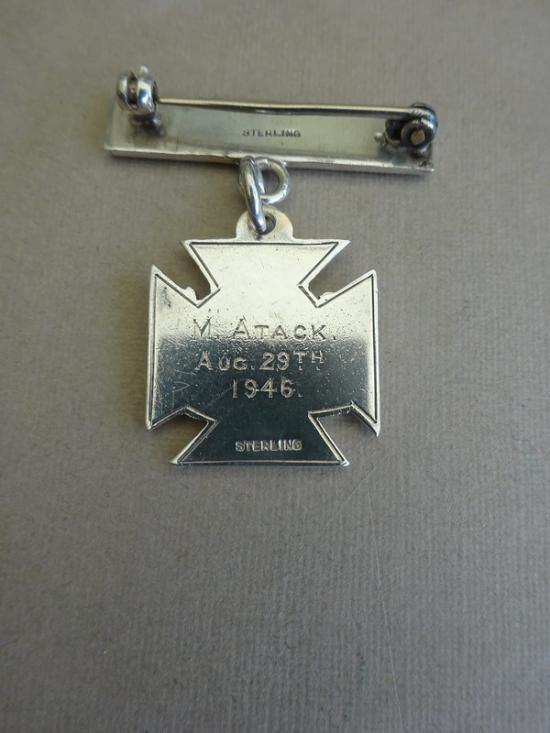 STERLING
M. ATACK.
AUG. 29TH
1946.
STERLING